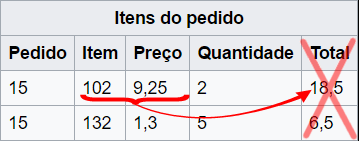 Itens do pedido
Pedido Item Preço Quantidade Total
15 102 9,25 2 18,5
15 132 1,3 5 6,5